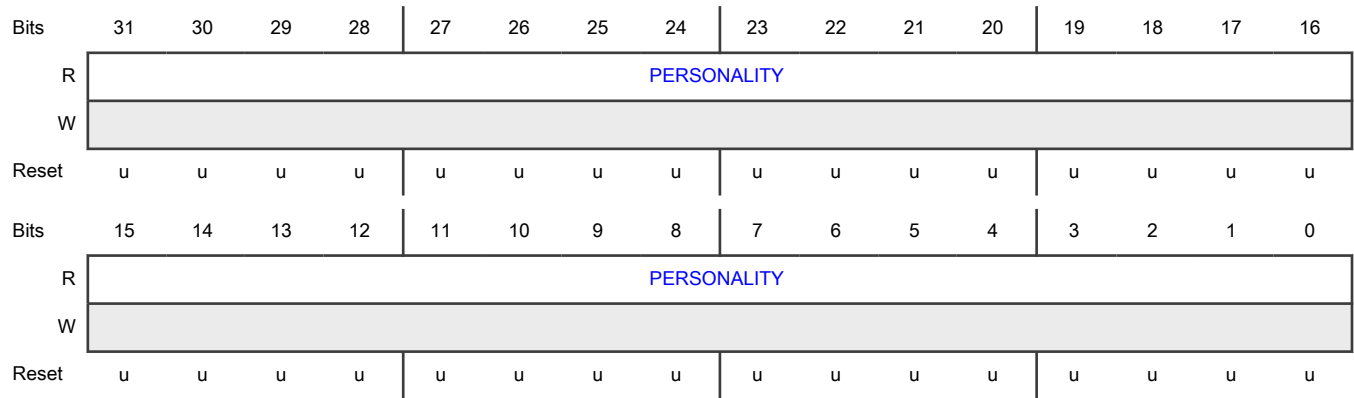 Bits 31 30 29 28 27 26 25 24 23 22 21 20 19 18 17 16
R PERSONALITY
W
Reset u u u u u u u u u u u u u u u u
Bits 15 14 13 12 11 10 9 8 7 6 5 4 3 2 1 0
R PERSONALITY
W
Reset u u u u u u u u u u u u u u u u